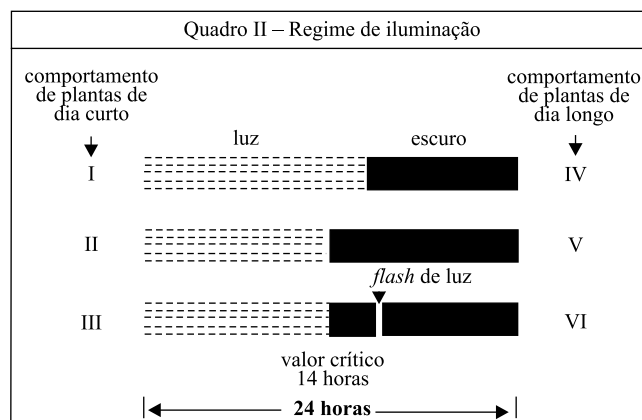 Quadro II – Regime de iluminação
comportamento
de plantas de
dia curto
comportamento
de plantas de
dia longo
luz
escuro
I
IV
II
V
flash de luz
III
VI
valor crítico
14 horas
24 horas